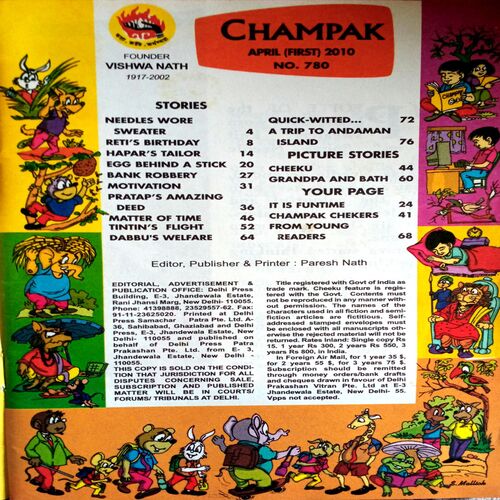 CHAMPAK
APRIL (FIRST) 2010
NO. 780
FOUNDER
VISHWA NATH
1917-2002
STORIES
NEEDLES WORE
SWEATER 4
RETI'S BIRTHDAY 8
HAPAR'S TAILOR 14
EGG BEHIND A STICK 20
BANK ROBBERY 27
MOTIVATION 31
PRATAP'S AMAZING
DEED 36
MATTER OF TIME 46
TINTIN'S FLIGHT 52
DABBU'S WELFARE 64
QUICK-WITTED... 72
A TRIP TO ANDAMAN
ISLAND 76
PICTURE STORIES
CHEEKU 44
GRANDPA AND BATH 60
YOUR PAGE
IT IS FUNTIME 24
CHAMPAK CHEKERS 41
FROM YOUNG
READERS 68
Editor, Publisher & Printer : Paresh Nath
EDITORIAL, ADVERTISEMENT &
PUBLICATION OFFICE: Delhi Press
Building, E-3, Jhandewala Estate,
Rani Jhansi Marg, New Delhi- 110055.
Phone: 41398888, 23529557-62 Fax:
91-11-23625020. Printed at Delhi
Press Samachar Patra Pte. Ltd. A-
36, Sahibabad, Ghaziabad and Delhi
Press, E-3, Jhandewala Estate, New
Delhi- 110055 and published on
behalf of Delhi Press Patra
Prakashan Pte. Ltd. from E- 3,
Jhandewala Estate, New Delhi -
THIS COPY IS SOLD ON THE CONDI-
TION THAT JURISDICTION FOR ALL
DISPUTES CONCERNING SALE,
SUBSCRIPTION AND PUBLISHED
MATTER WILL BE IN COURTS/
FORUMS/ TRIBUNALS AT DELHI.
Title registered with Govt of India as
trade mark. Cheeku feature is regis-
tered with the Govt. Contents must
not be reproduced in any manner with-
out permission. The names of the
characters used in all fiction and semi-
fiction articles are fictitious. Self-
addressed stamped envelopes must
be enclosed with all manuscripts oth-
erwise the rejected material will not be
returned. Rates Inland: Single copy Rs
15. 1 year Rs 300, 2 years Rs 550, 3
years Rs 800, in India.
In Foreign Air Mail, for 1 year 35 $.
for 2 years 55 $, for 3 years 75 $.
Subscription should be remitted
through money orders/bank drafts
and cheques drawn in favour of Delhi
Prakashan Vitran Pte. Ltd at E-3
Jhandewala Estate, New Delhi- 55.
Vpps not accepted.
CHAMPAK